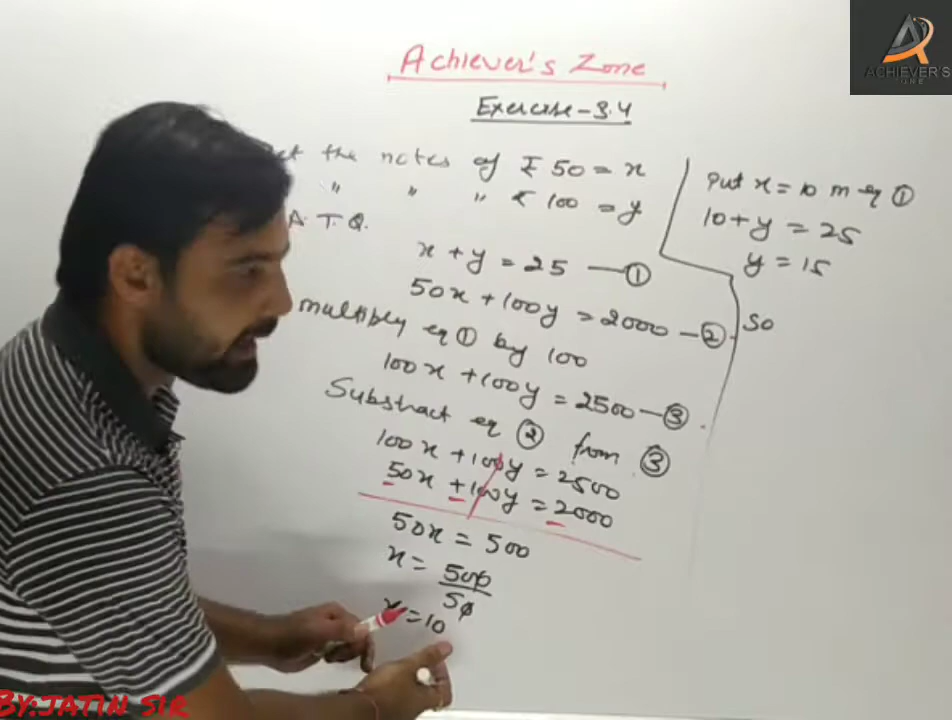 Achiever's Zone
Exercise-3.4
the notes of ₹ 50 = x
" " " ₹ 100 = y
A.T.Q.
x + y = 25 — ①
50x + 100y = 2000 — ②
multiply eq ① by 100
100x + 100y = 2500 — ③
Substract eq ② from ③
100x + 100y = 2500
50x + 100y = 2000
50x = 500
x = 500/50
x = 10
Put x = 10 in eq ①
10 + y = 25
y = 15
So
ACHIEVER'S
BY:JATIN SIR